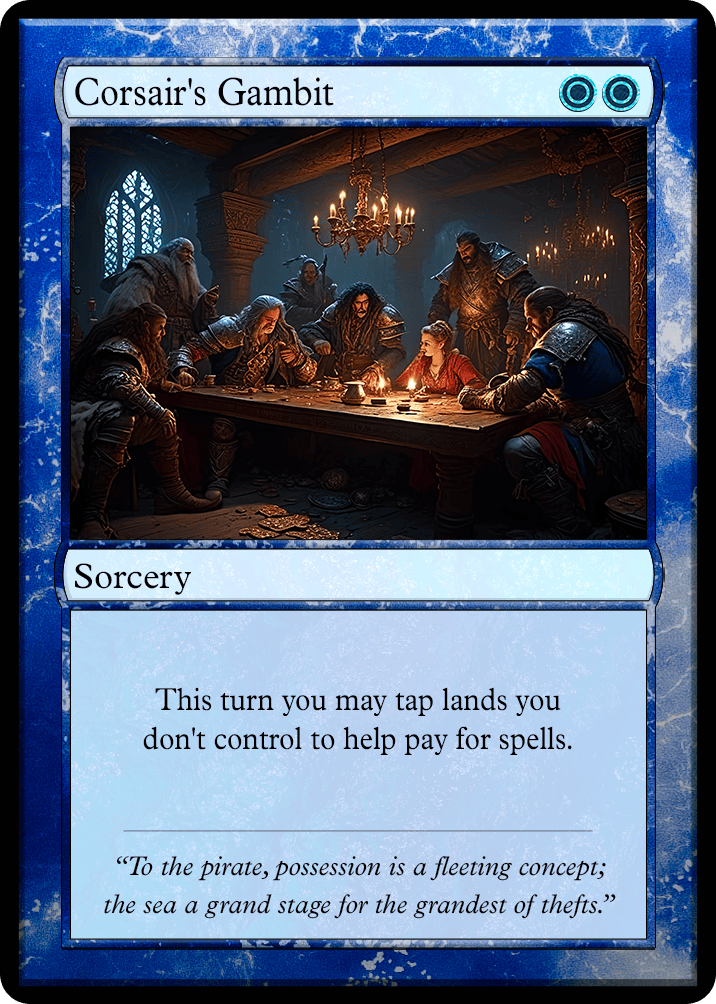 Corsair's Gambit
Sorcery
This turn you may tap lands you
don't control to help pay for spells.
“To the pirate, possession is a fleeting concept;
the sea a grand stage for the grandest of thefts.”